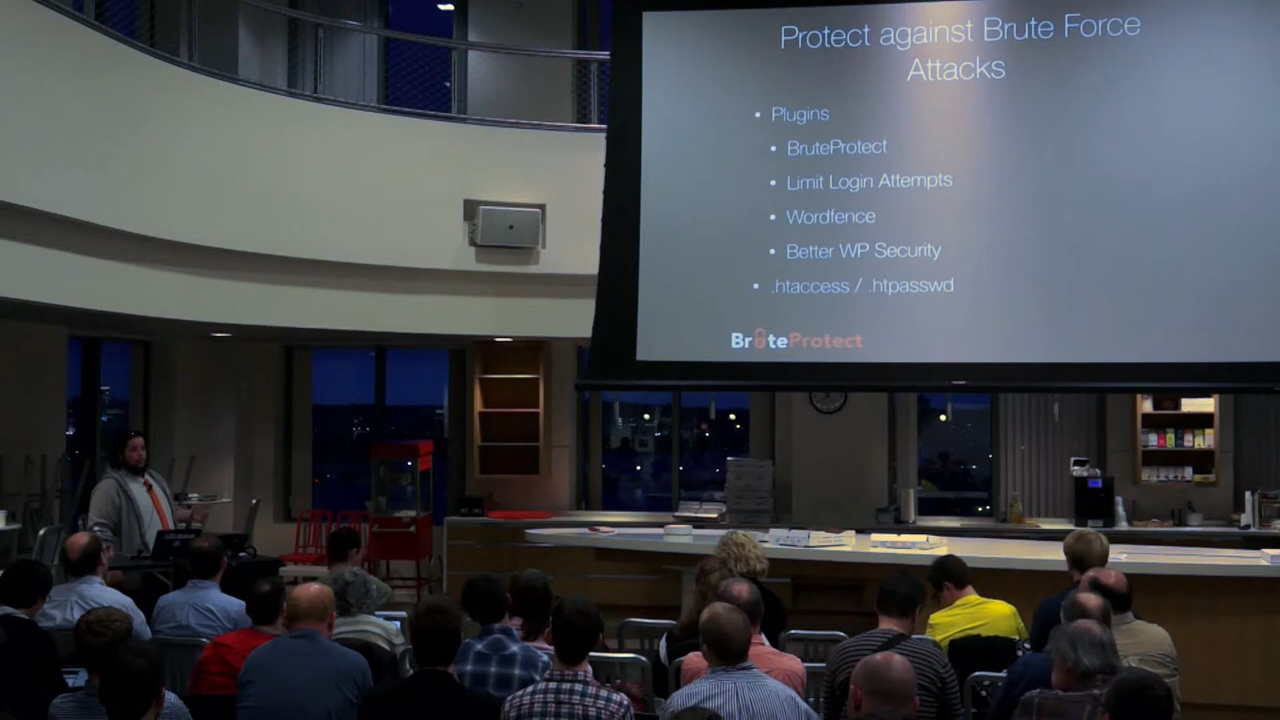 Protect against Brute Force
Attacks
• Plugins
• BruteProtect
• Limit Login Attempts
• Wordfence
• Better WP Security
• .htaccess / .htpasswd
BruteProtect